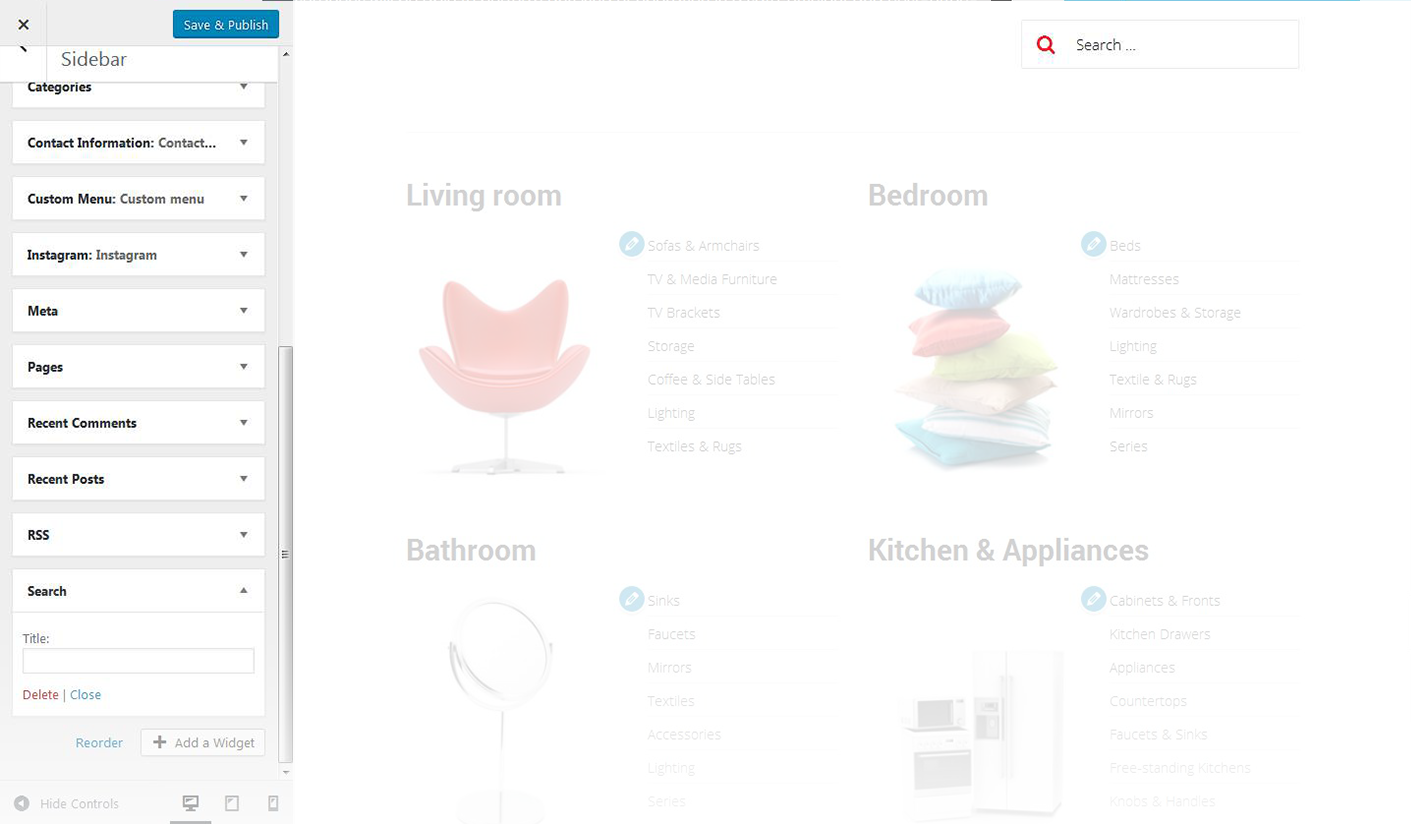 Save & Publish
Sidebar
Categories
Contact Information: Contact...
Custom Menu: Custom menu
Instagram: Instagram
Meta
Pages
Recent Comments
Recent Posts
RSS
Search
Title:
Delete | Close
Reorder
Add a Widget
Hide Controls
Search ...
Living room
Sofas & Armchairs
TV & Media Furniture
TV Brackets
Storage
Coffee & Side Tables
Lighting
Textiles & Rugs
Bedroom
Beds
Mattresses
Wardrobes & Storage
Lighting
Textile & Rugs
Mirrors
Series
Bathroom
Sinks
Faucets
Mirrors
Textiles
Accessories
Lighting
Series
Kitchen & Appliances
Cabinets & Fronts
Kitchen Drawers
Appliances
Countertops
Faucets & Sinks
Free-standing Kitchens
Knobs & Handles